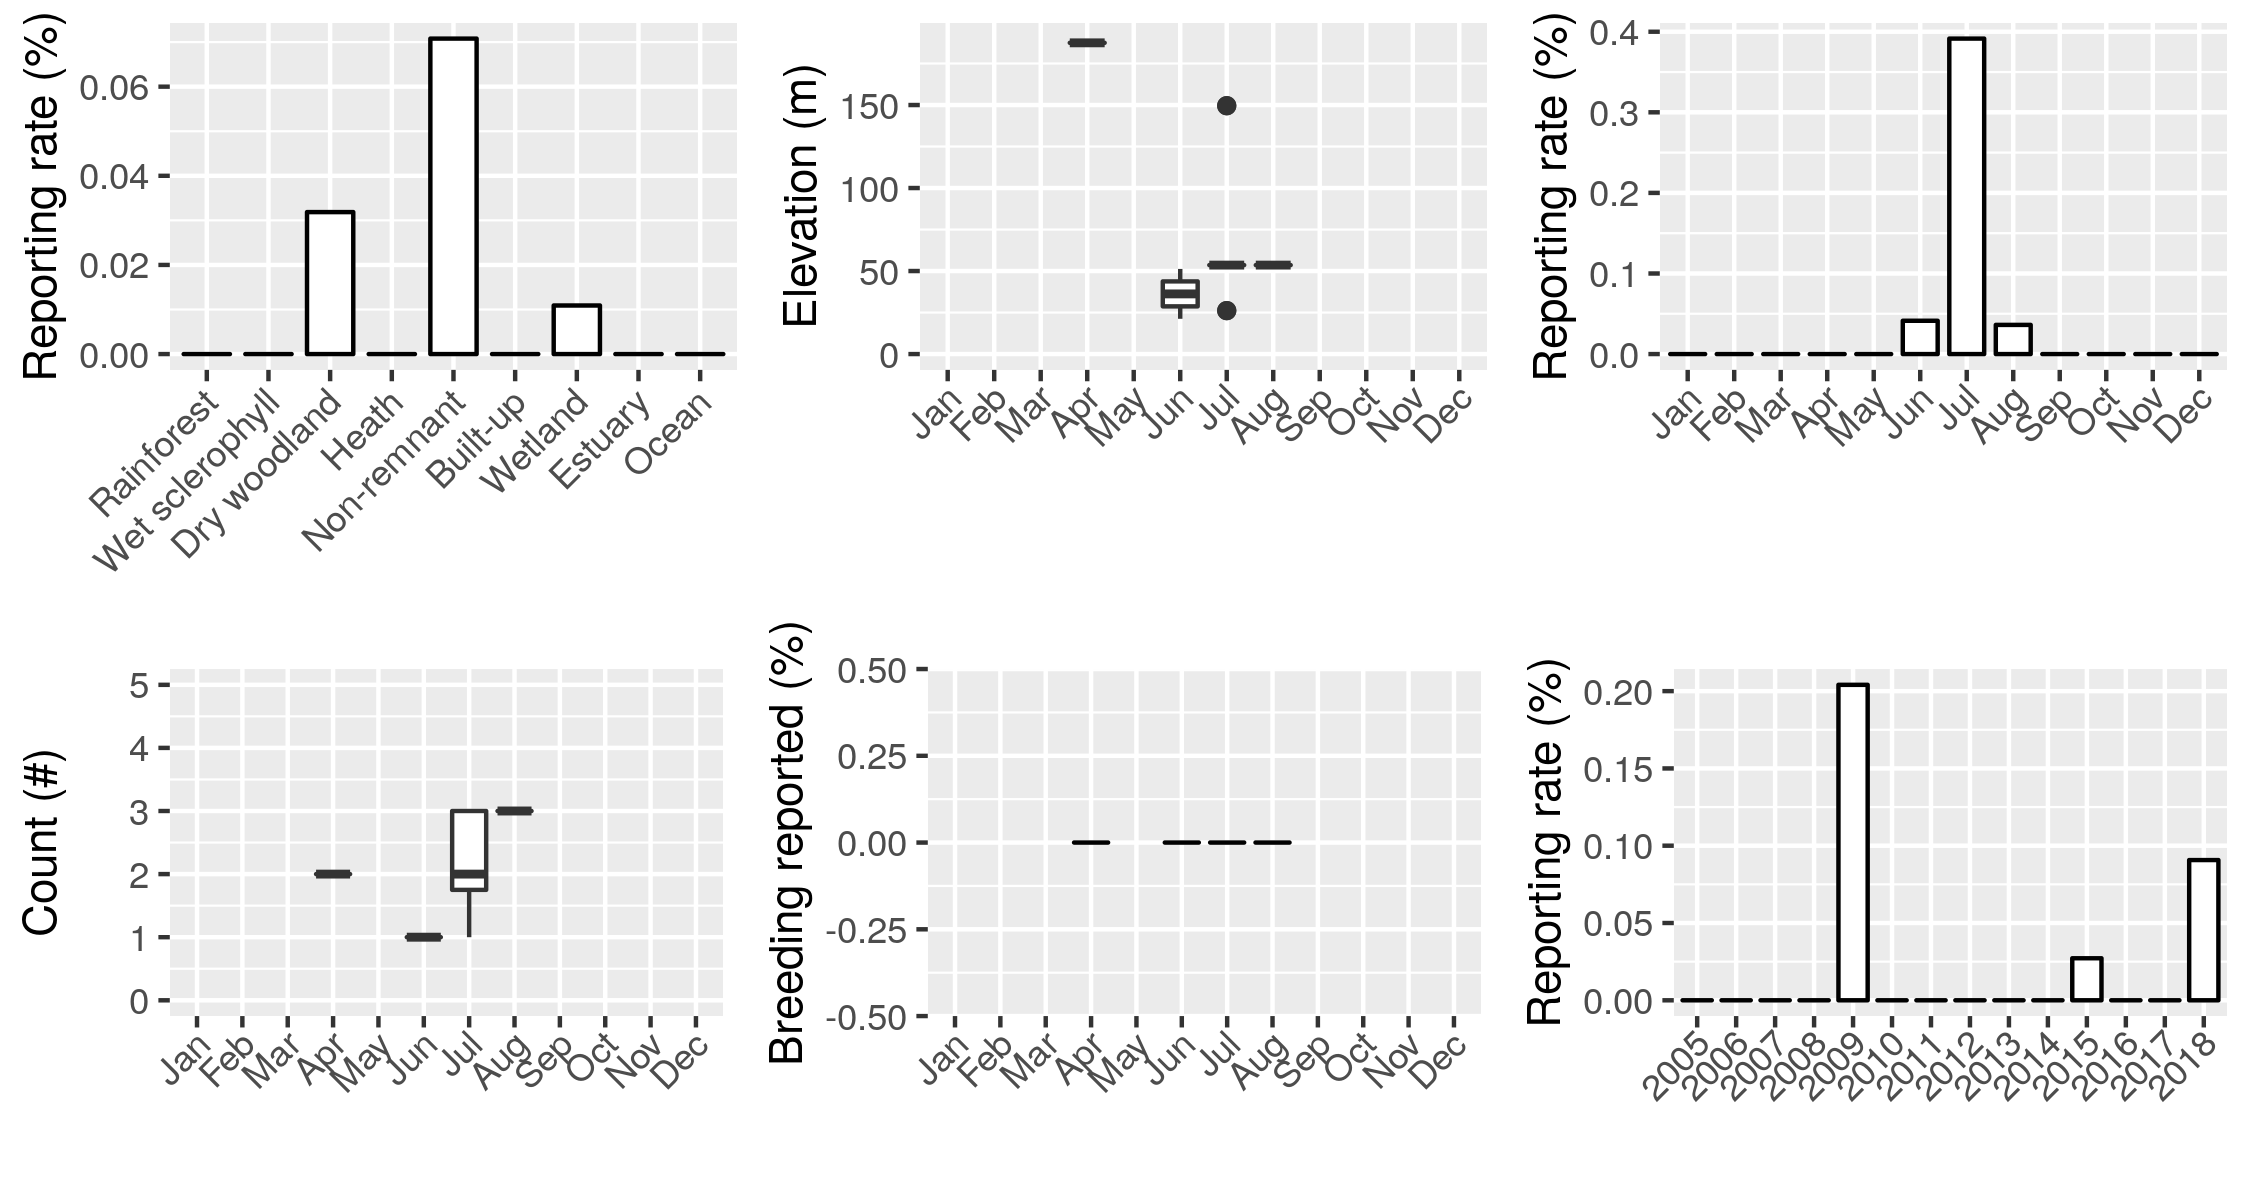 Reporting rate (%)
0.06
0.04
0.02
0.00
Rainforest
Wet sclerophyll
Dry woodland
Heath
Non-remnant
Built-up
Wetland
Estuary
Ocean
Elevation (m)
150
100
50
0
Jan
Feb
Mar
Apr
May
Jun
Jul
Aug
Sep
Oct
Nov
Dec
Reporting rate (%)
0.4
0.3
0.2
0.1
0.0
Jan
Feb
Mar
Apr
May
Jun
Jul
Aug
Sep
Oct
Nov
Dec
Count (#)
5
4
3
2
1
0
Jan
Feb
Mar
Apr
May
Jun
Jul
Aug
Sep
Oct
Nov
Dec
Breeding reported (%)
0.50
0.25
0.00
-0.25
-0.50
Jan
Feb
Mar
Apr
May
Jun
Jul
Aug
Sep
Oct
Nov
Dec
Reporting rate (%)
0.20
0.15
0.10
0.05
0.00
2005
2006
2007
2008
2009
2010
2011
2012
2013
2014
2015
2016
2017
2018